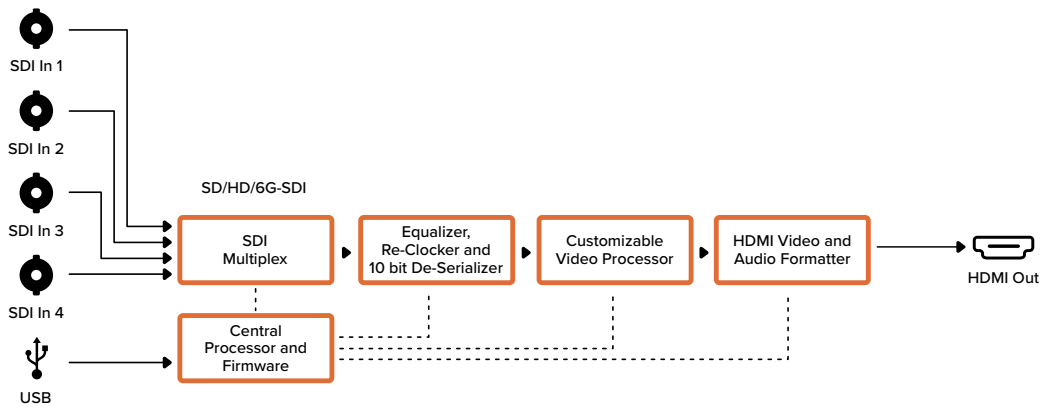 SDI In 1
SDI In 2
SDI In 3
SDI In 4
USB
SD/HD/6G-SDI
SDI
Multiplex
Equalizer,
Re-Clocker and
10 bit De-Serializer
Customizable
Video Processor
HDMI Video and
Audio Formatter
HDMI Out
Central
Processor and
Firmware